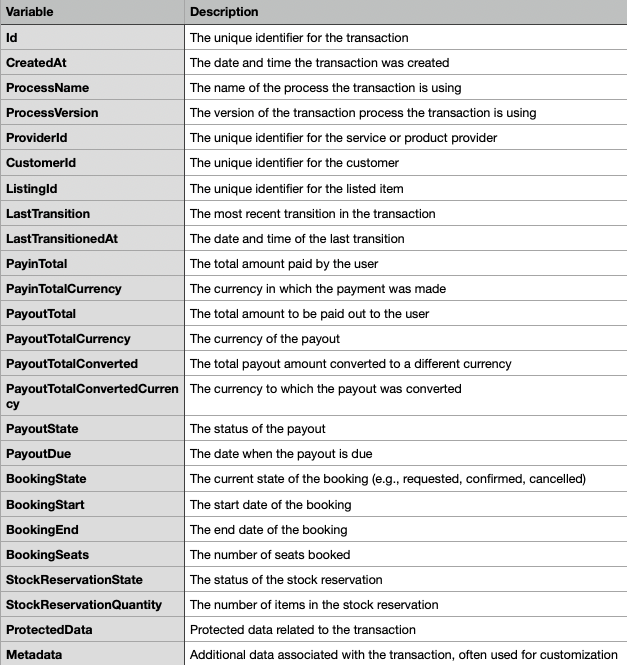 Variable Description
Id The unique identifier for the transaction
CreatedAt The date and time the transaction was created
ProcessName The name of the process the transaction is using
ProcessVersion The version of the transaction process the transaction is using
ProviderId The unique identifier for the service or product provider
CustomerId The unique identifier for the customer
ListingId The unique identifier for the listed item
LastTransition The most recent transition in the transaction
LastTransitionedAt The date and time of the last transition
PayinTotal The total amount paid by the user
PayinTotalCurrency The currency in which the payment was made
PayoutTotal The total amount to be paid out to the user
PayoutTotalCurrency The currency of the payout
PayoutTotalConverted The total payout amount converted to a different currency
PayoutTotalConvertedCurren The currency to which the payout was converted
cy
PayoutState The status of the payout
PayoutDue The date when the payout is due
BookingState The current state of the booking (e.g., requested, confirmed, cancelled)
BookingStart The start date of the booking
BookingEnd The end date of the booking
BookingSeats The number of seats booked
StockReservationState The status of the stock reservation
StockReservationQuantity The number of items in the stock reservation
ProtectedData Protected data related to the transaction
Metadata Additional data associated with the transaction, often used for customization